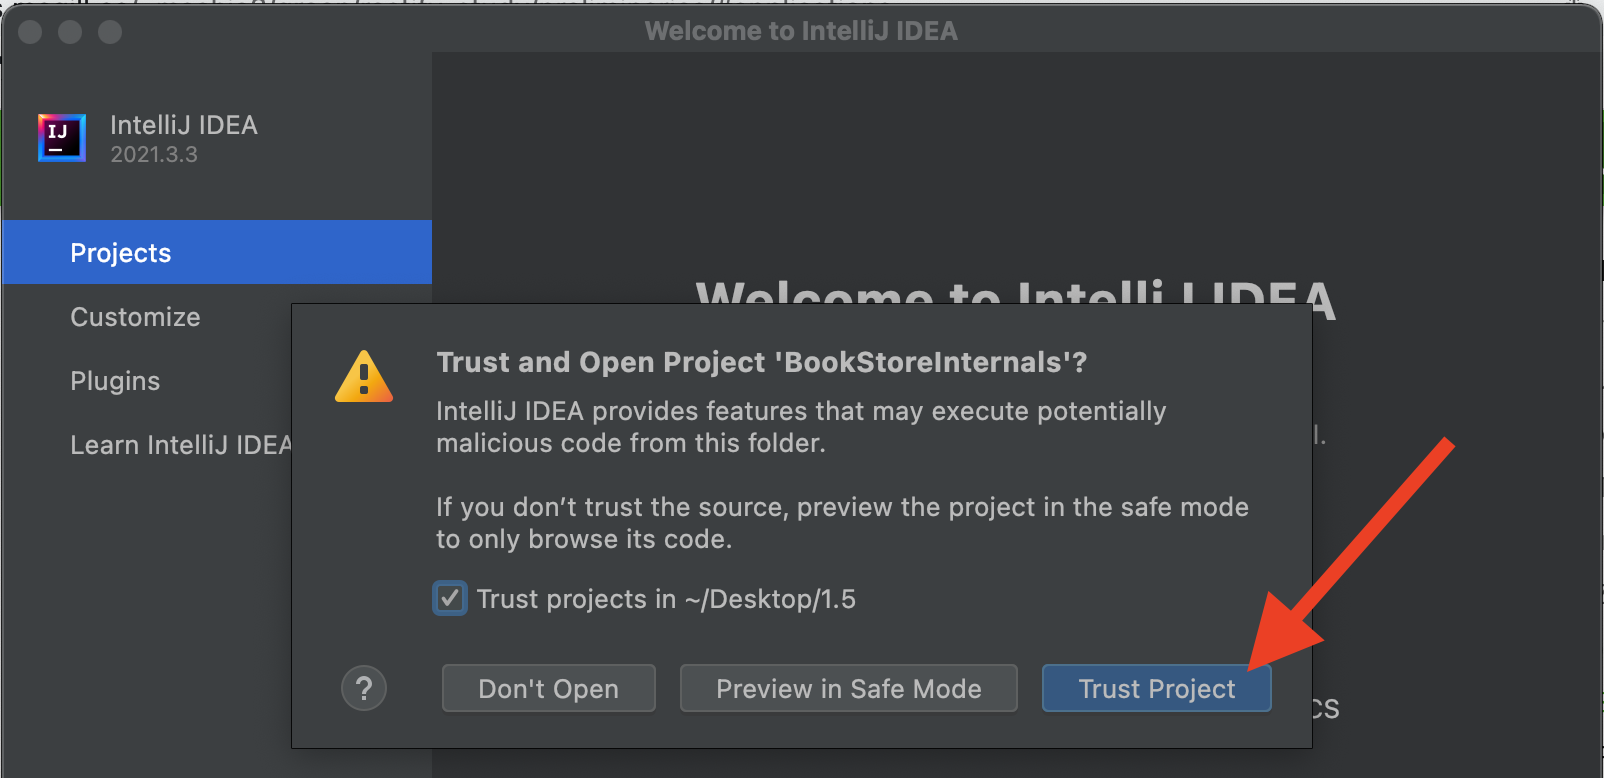 Welcome to IntelliJ IDEA
IJ
IntelliJ IDEA
2021.3.3
Projects
Customize
Plugins
Learn IntelliJ IDEA
Welcome to IntelliJ IDEA
Trust and Open Project 'BookStoreInternals'?
IntelliJ IDEA provides features that may execute potentially
malicious code from this folder.
If you don’t trust the source, preview the project in the safe mode
to only browse its code.
Trust projects in ~/Desktop/1.5
?
Don't Open
Preview in Safe Mode
Trust Project